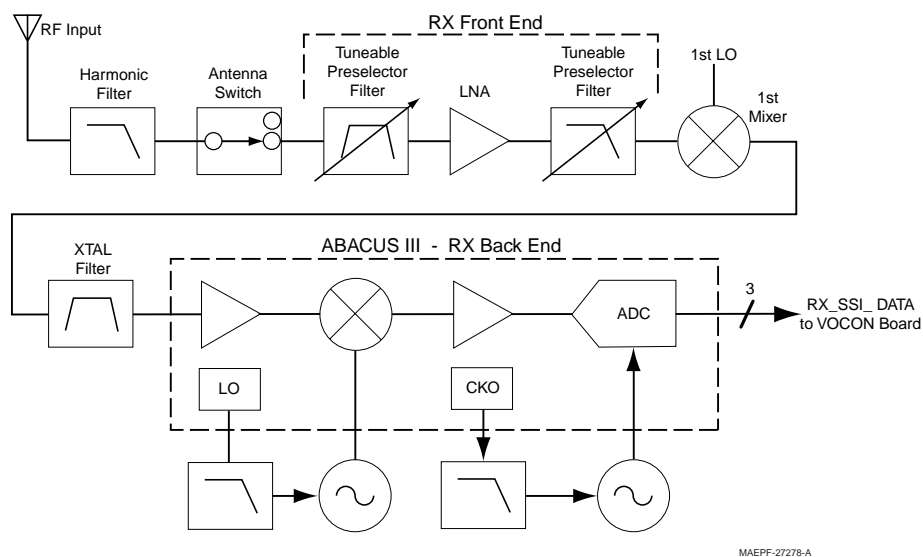 RF Input
RX Front End
Harmonic
Filter
Antenna
Switch
Tuneable
Preselector
Filter
LNA
Tuneable
Preselector
Filter
1st LO
1st
Mixer
XTAL
Filter
ABACUS III - RX Back End
ADC
3
RX_SSI_ DATA
to VOCON Board
LO
CKO
MAEPF-27278-A